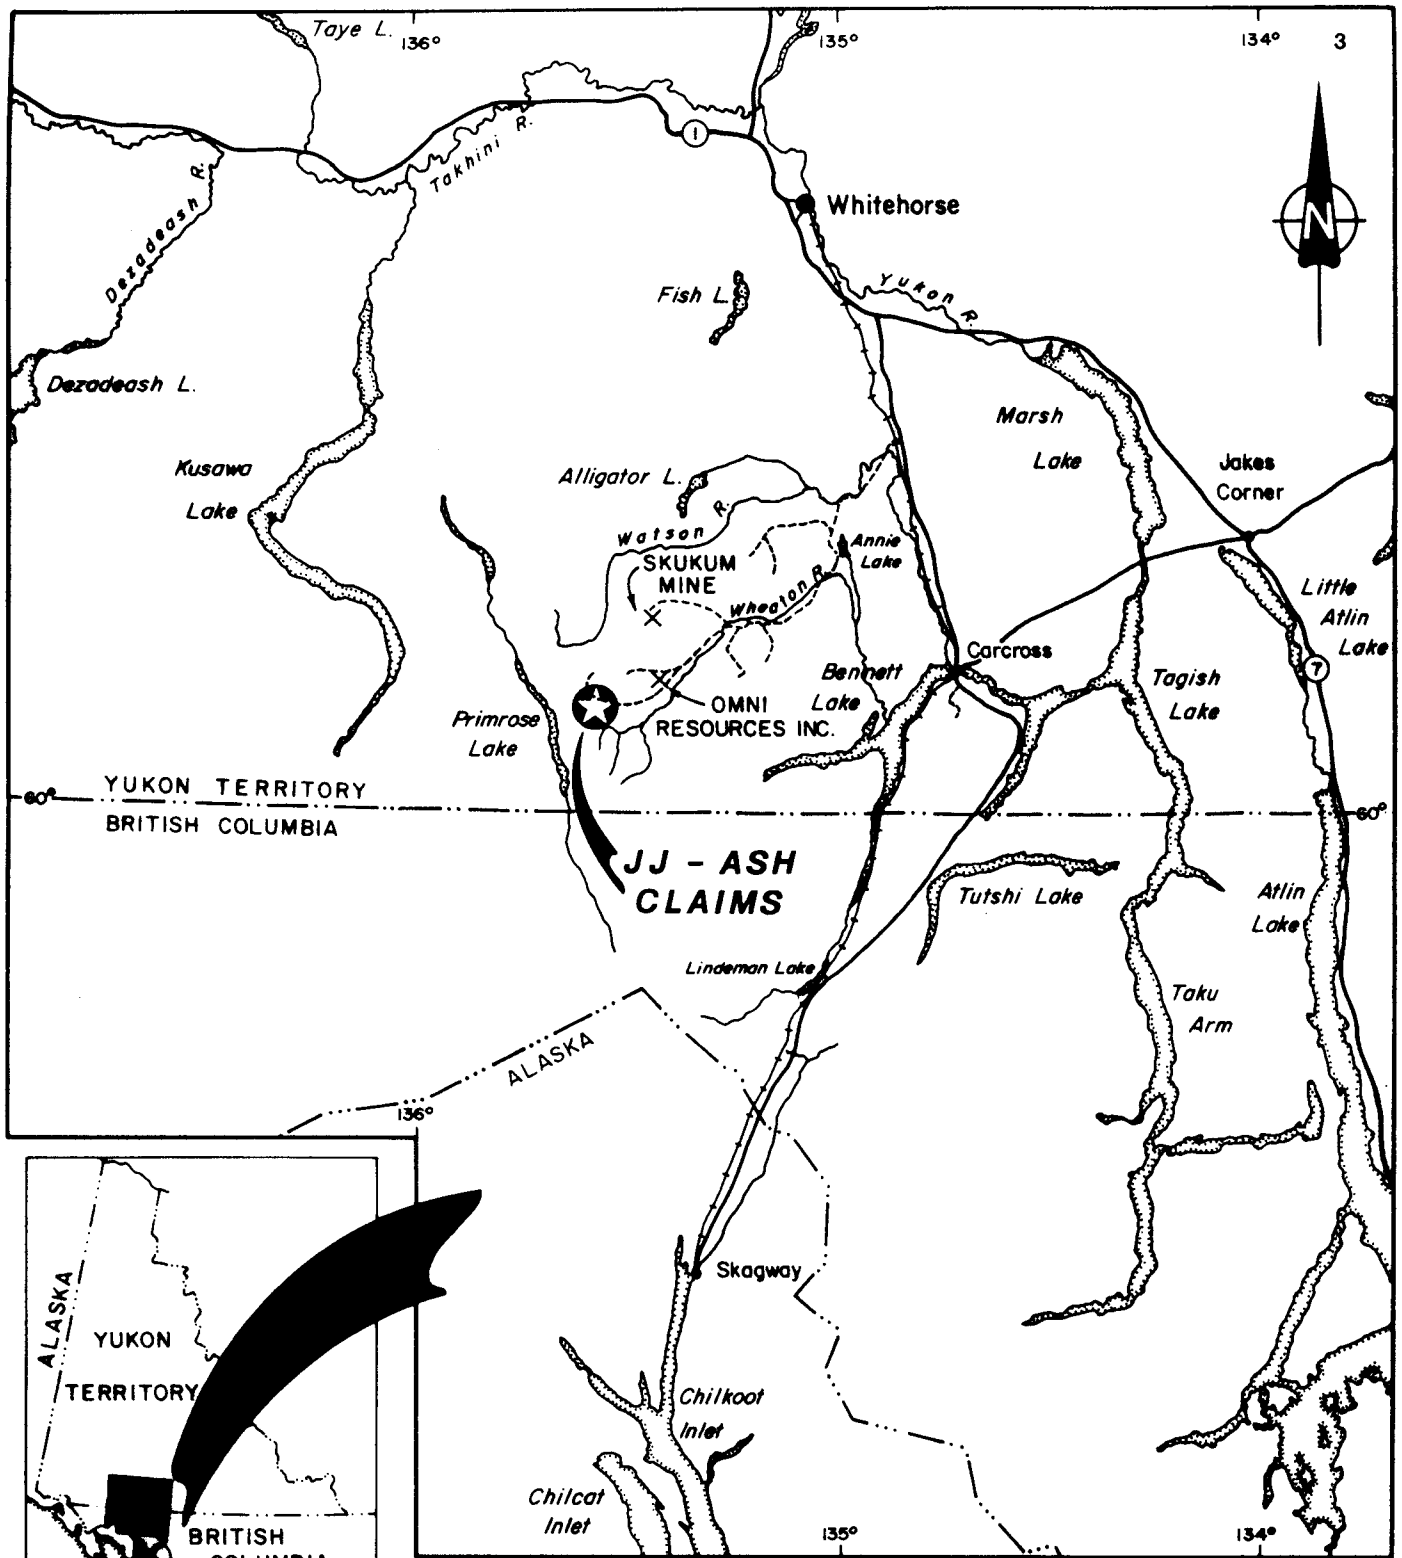 Taye L.
136°
135°
134°
3
1
Takhini R.
Dezadeash R.
Whitehorse
N
Fish L.
Yukon R.
Dezadeash L.
Marsh
Lake
Kusawa
Lake
Alligator L.
Jakes
Corner
Watson R.
Annie
Lake
SKUKUM
MINE
Wheaton R.
Little
Atlin
Lake
7
Carcross
Bennett
Lake
Tagish
Lake
OMNI
RESOURCES INC.
Primrose
Lake
YUKON TERRITORY
60°
60°
BRITISH COLUMBIA
JJ - ASH
CLAIMS
Tutshi Lake
Atlin
Lake
Lindeman Lake
Taku
Arm
ALASKA
136°
Skagway
ALASKA
YUKON
TERRITORY
Chilkoot
Inlet
Chilcat
Inlet
135°
134°
BRITISH
COLUMBIA